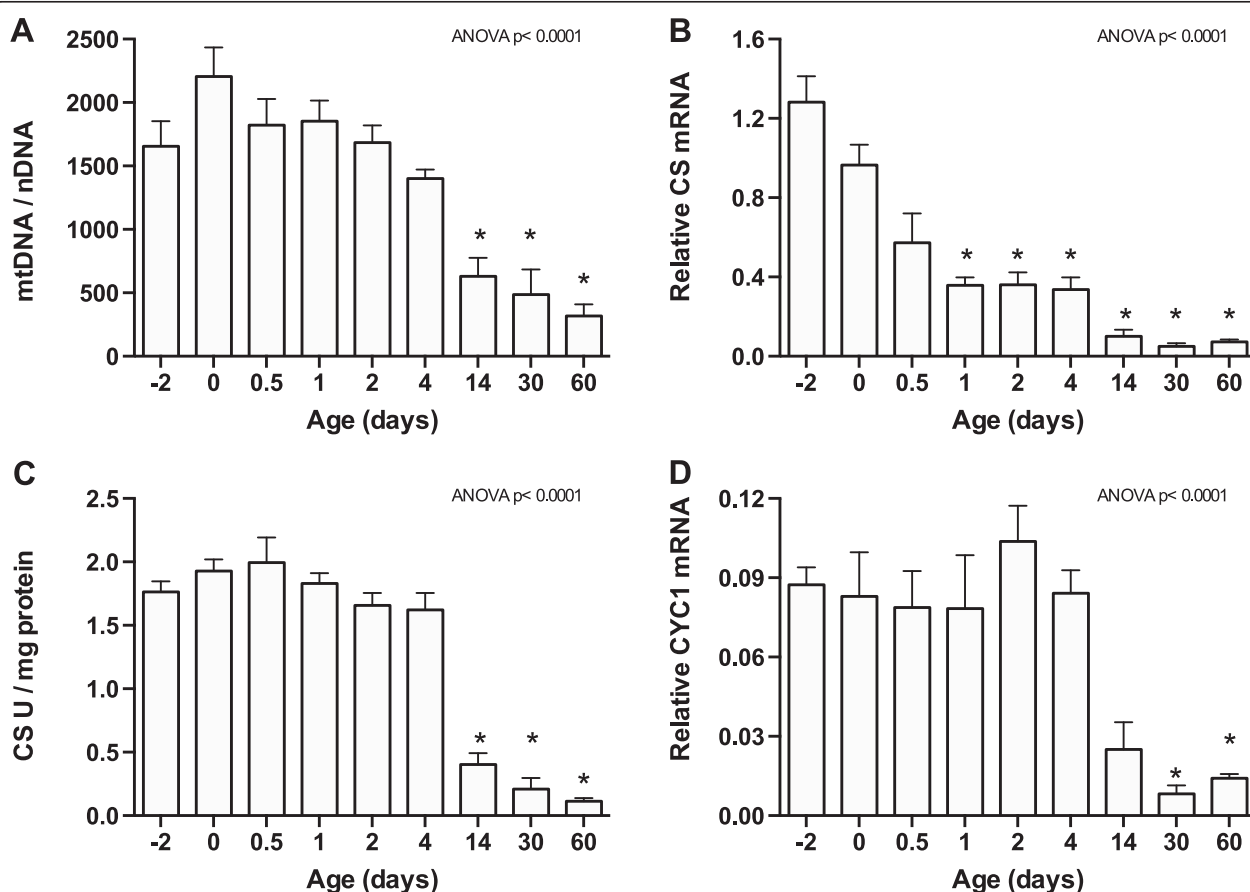 A
ANOVA p< 0.0001
mtDNA / nDNA
2500
2000
1500
1000
500
0
* * *
-2 0 0.5 1 2 4 14 30 60
Age (days)
B
ANOVA p< 0.0001
Relative CS mRNA
1.6
1.2
0.8
0.4
0.0
* * * * * *
-2 0 0.5 1 2 4 14 30 60
Age (days)
C
ANOVA p< 0.0001
CS U / mg protein
2.5
2.0
1.5
1.0
0.5
0.0
* * *
-2 0 0.5 1 2 4 14 30 60
Age (days)
D
ANOVA p< 0.0001
Relative CYC1 mRNA
0.12
0.09
0.06
0.03
0.00
* *
-2 0 0.5 1 2 4 14 30 60
Age (days)